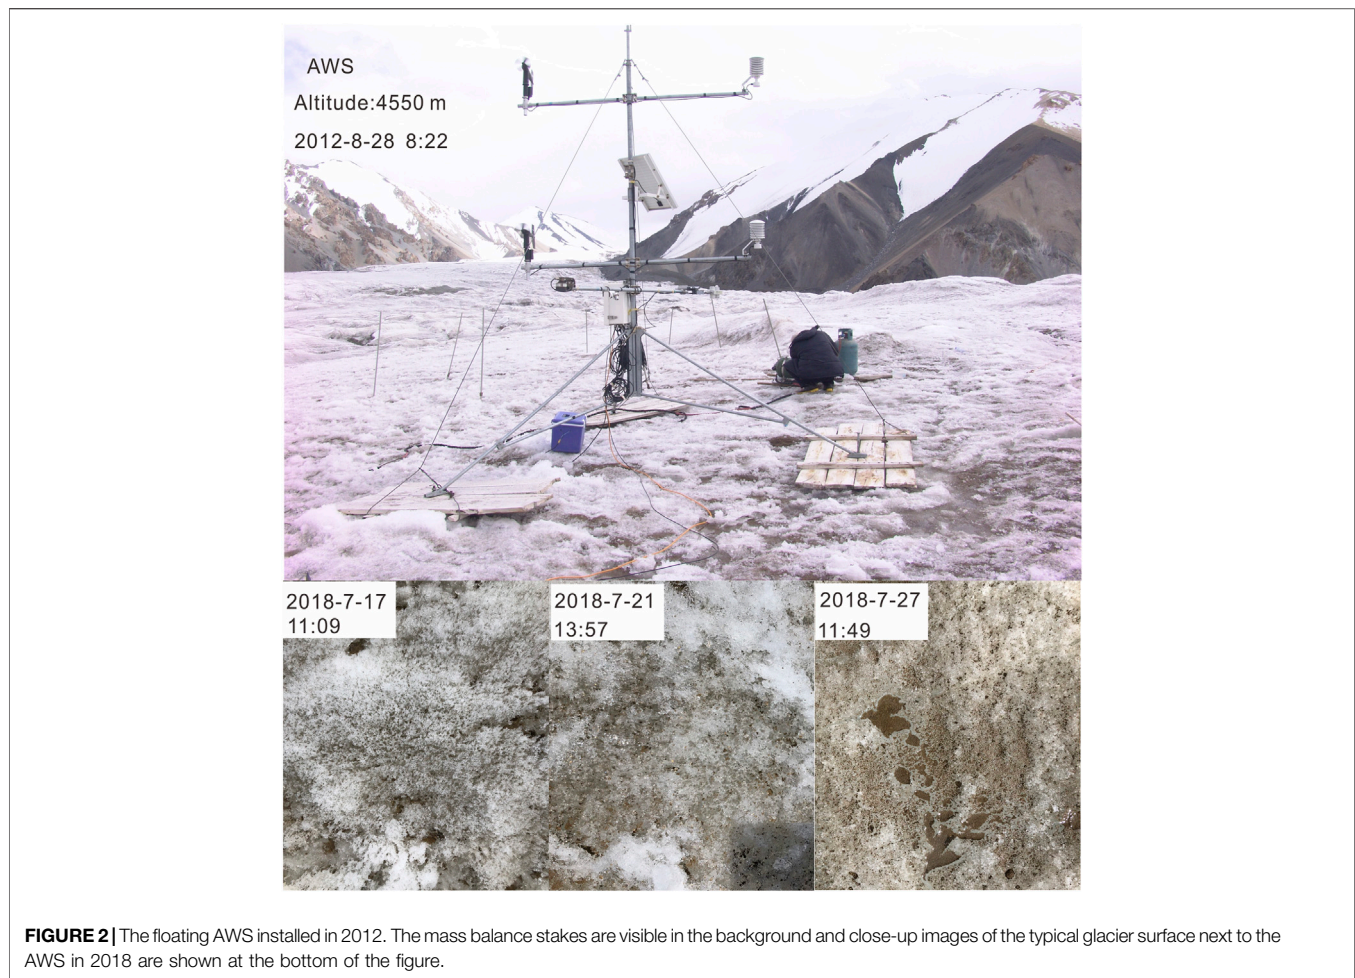 AWS
Altitude:4550 m
2012-8-28 8:22
2018-7-17
11:09
2018-7-21
13:57
2018-7-27
11:49
FIGURE 2 | The floating AWS installed in 2012. The mass balance stakes are visible in the background and close-up images of the typical glacier surface next to the
AWS in 2018 are shown at the bottom of the figure.